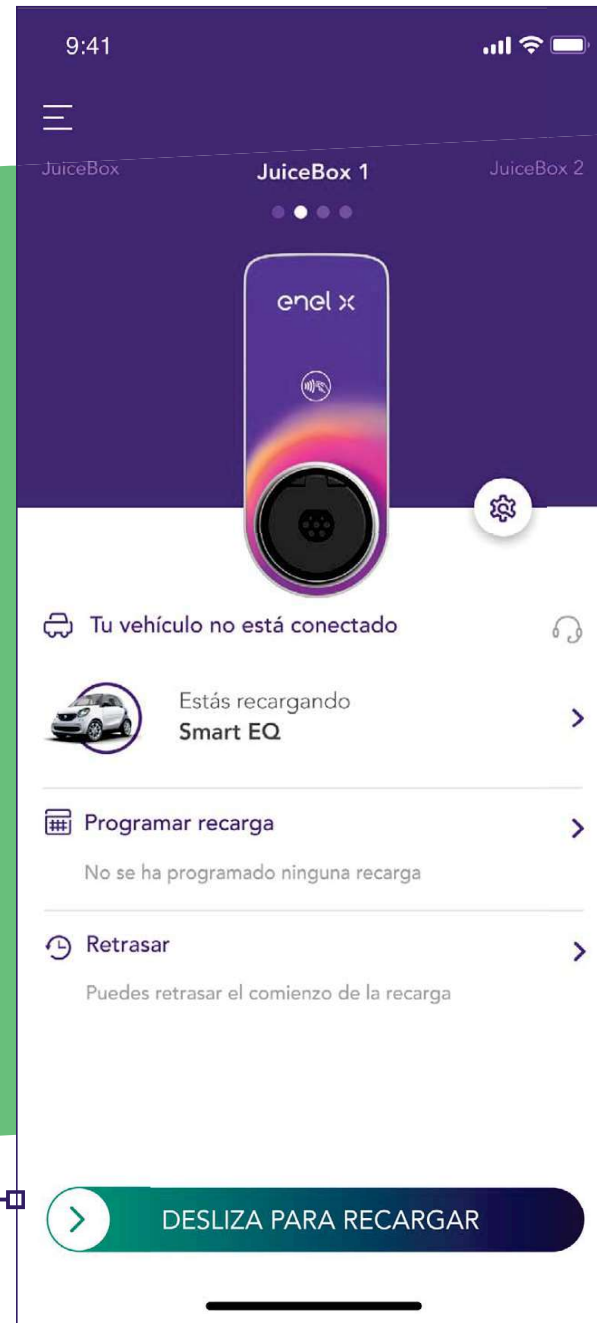 9:41
JuiceBox
JuiceBox 1
JuiceBox 2
enel x
Tu vehículo no está conectado
Estás recargando
Smart EQ
Programar recarga
No se ha programado ninguna recarga
Retrasar
Puedes retrasar el comienzo de la recarga
DESLIZA PARA RECARGAR